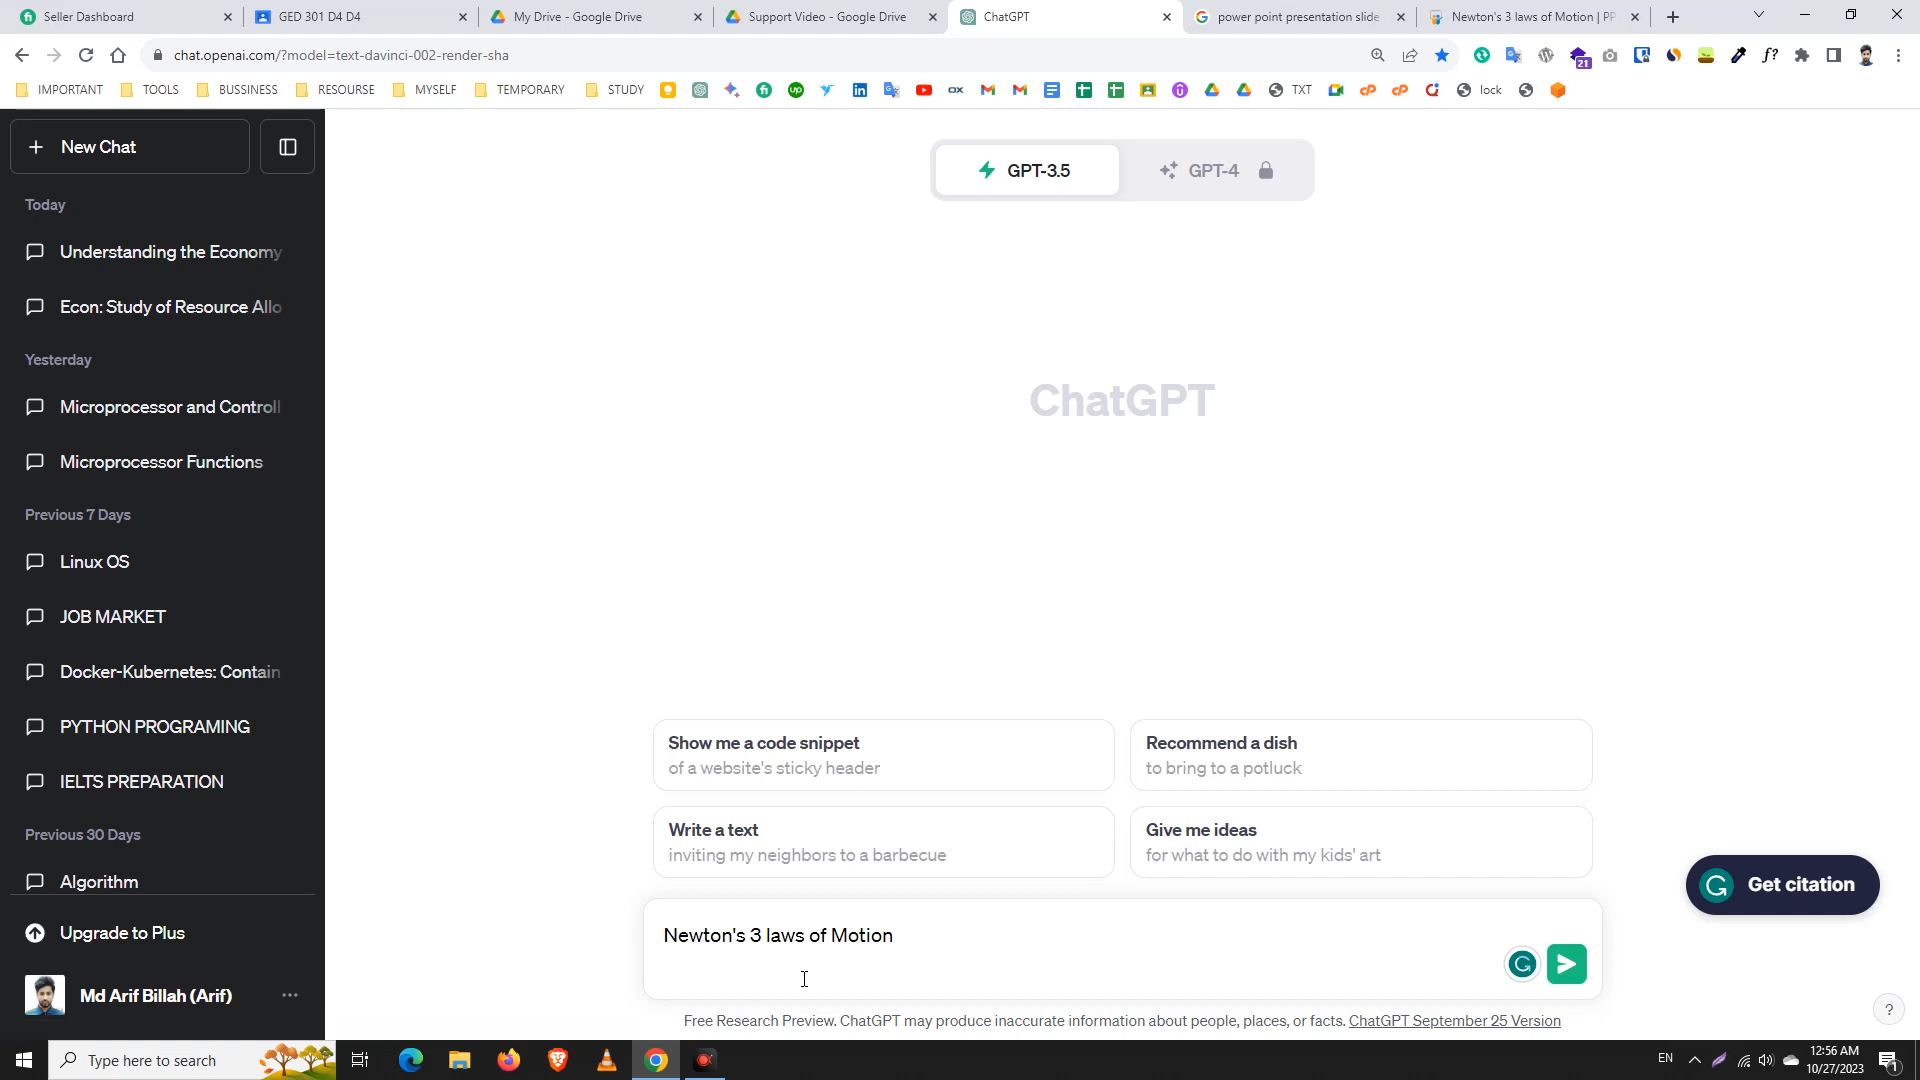 Seller Dashboard
GED 301 D4 D4
My Drive - Google Drive
Support Video - Google Drive
ChatGPT
power point presentation slide
Newton's 3 laws of Motion | PP
chat.openai.com/?model=text-davinci-002-render-sha
21
IMPORTANT
TOOLS
BUSSINESS
RESOURSE
MYSELF
TEMPORARY
STUDY
TXT
lock
New Chat
GPT-3.5
GPT-4
Today
Understanding the Economy
Econ: Study of Resource Allo
Yesterday
Microprocessor and Controll
Microprocessor Functions
Previous 7 Days
Linux OS
JOB MARKET
Docker-Kubernetes: Contain
PYTHON PROGRAMING
IELTS PREPARATION
Previous 30 Days
Algorithm
Upgrade to Plus
Md Arif Billah (Arif)
ChatGPT
Show me a code snippet
of a website's sticky header
Recommend a dish
to bring to a potluck
Write a text
inviting my neighbors to a barbecue
Give me ideas
for what to do with my kids' art
Get citation
Newton's 3 laws of Motion
Free Research Preview. ChatGPT may produce inaccurate information about people, places, or facts. ChatGPT September 25 Version
?
Type here to search
EN
12:56 AM
10/27/2023
1